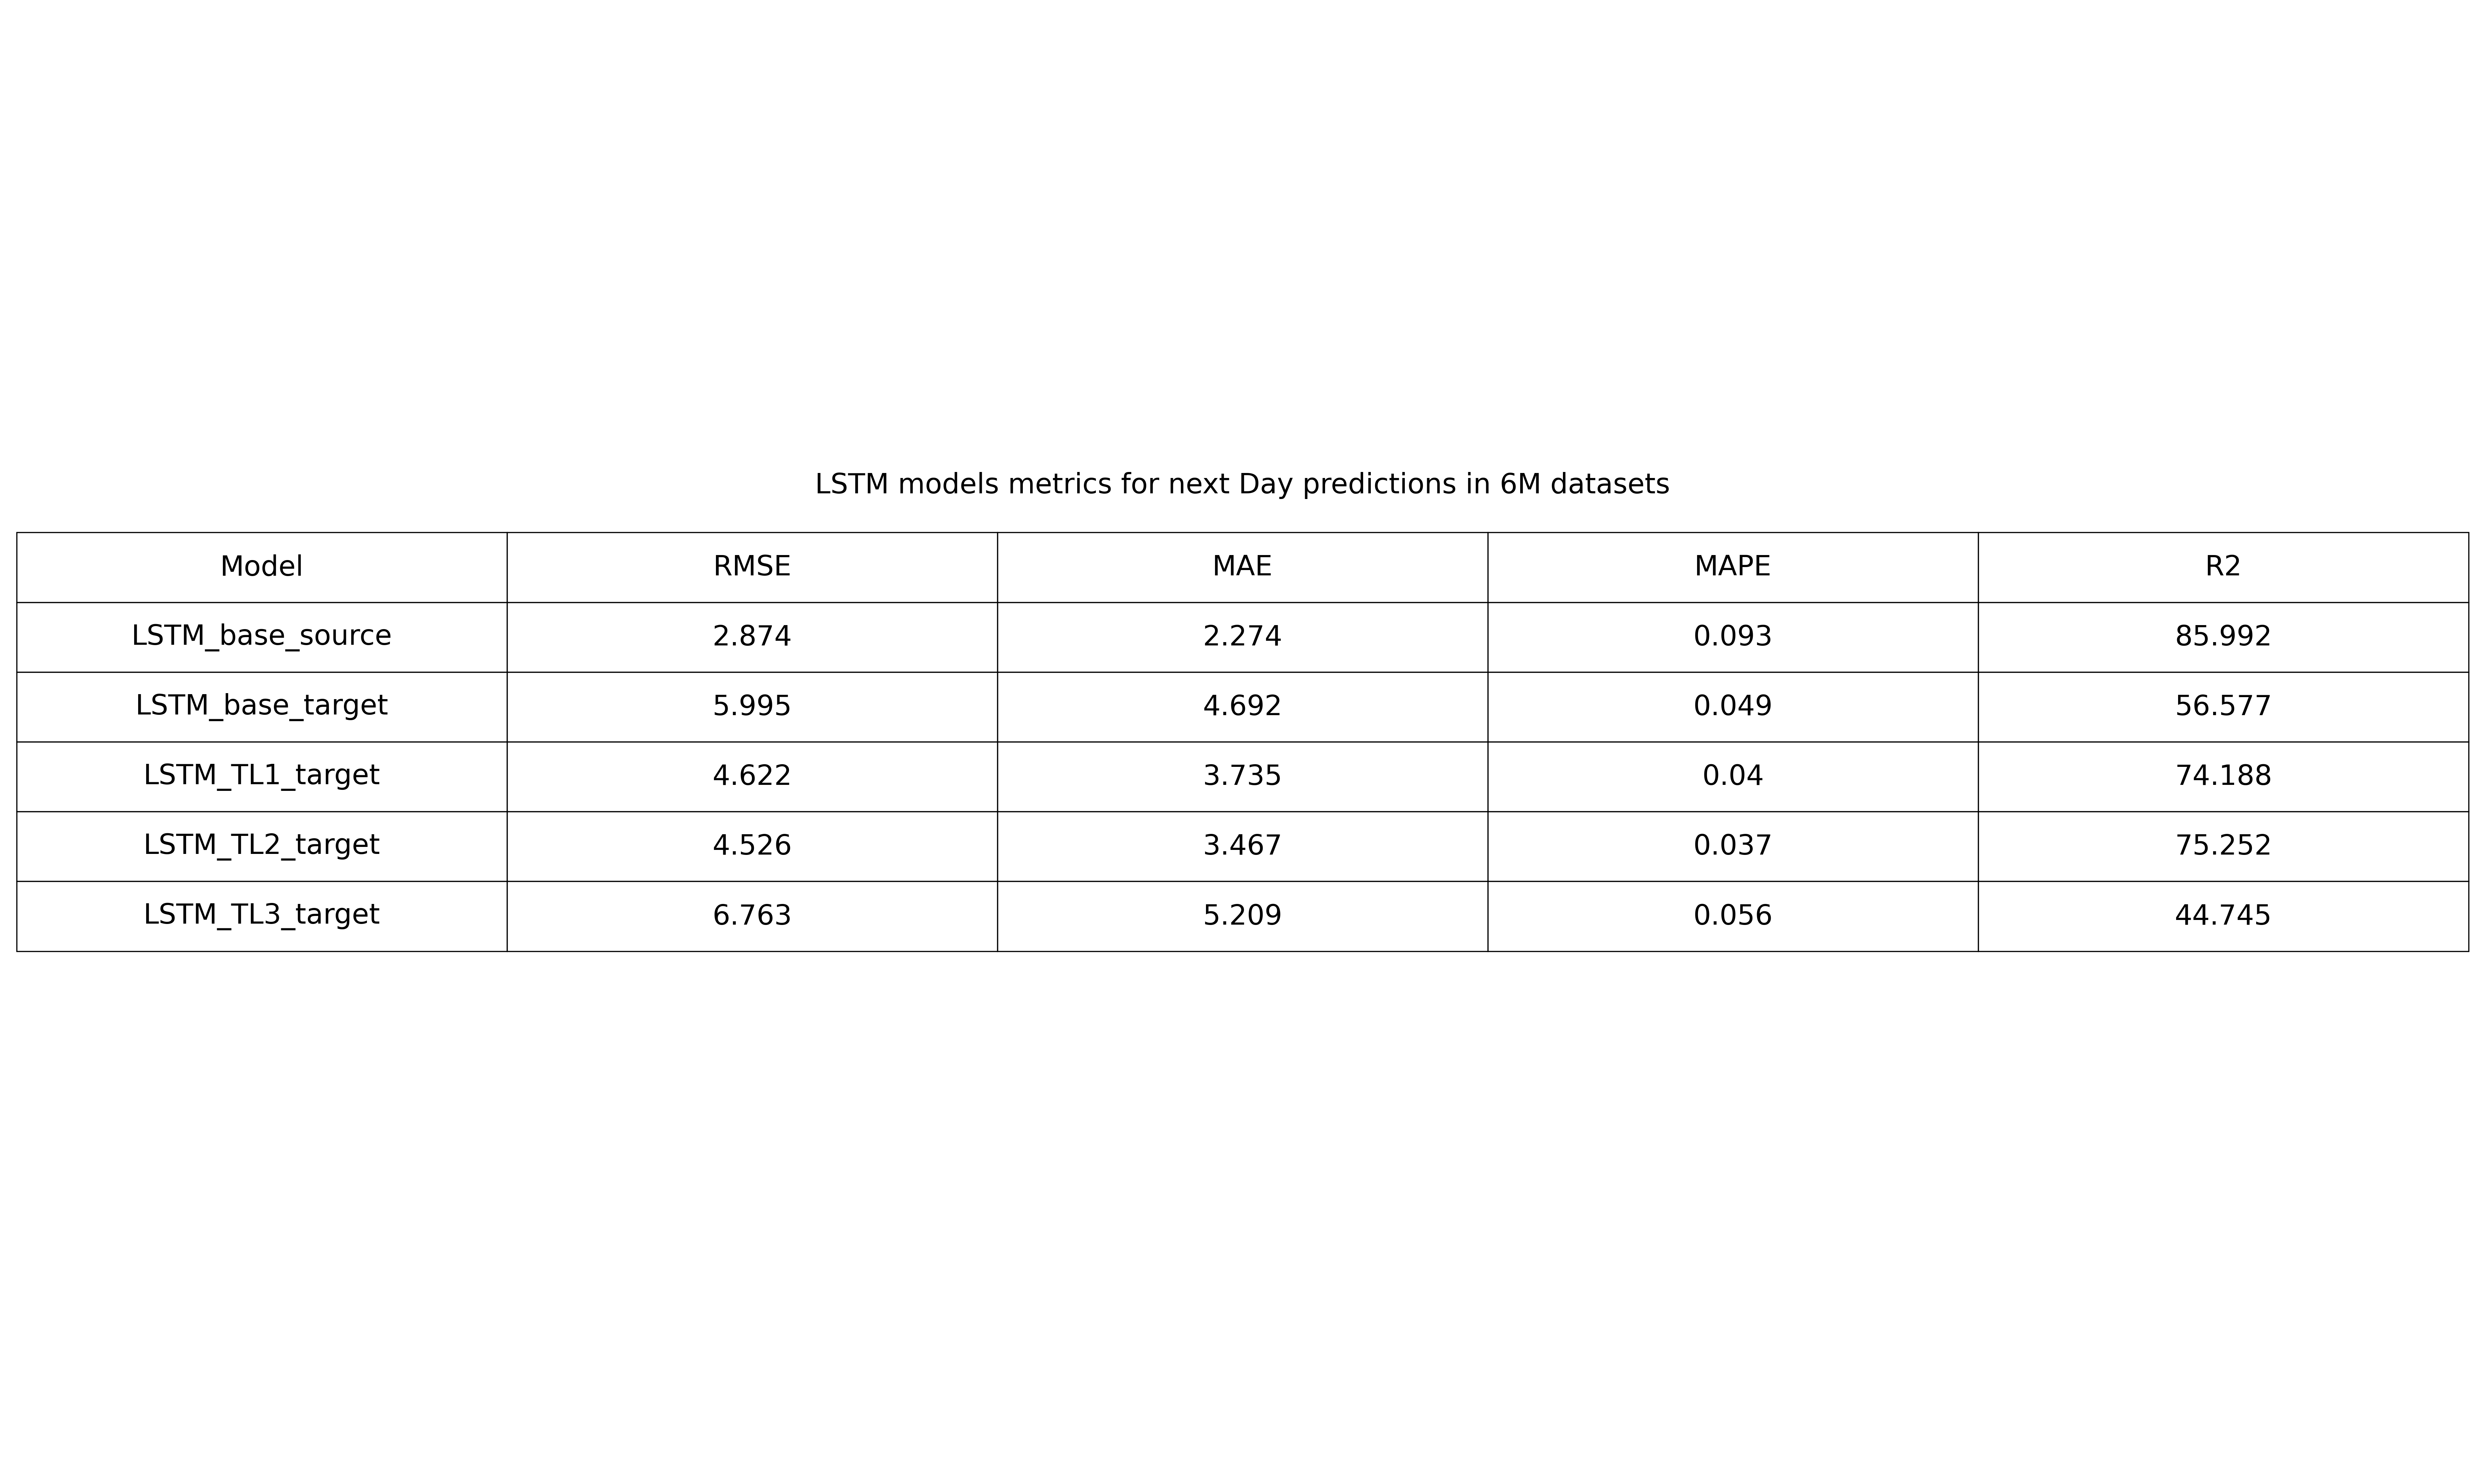 LSTM models metrics for next Day predictions in 6M datasets
Model RMSE MAE MAPE R2
LSTM_base_source 2.874 2.274 0.093 85.992
LSTM_base_target 5.995 4.692 0.049 56.577
LSTM_TL1_target 4.622 3.735 0.04 74.188
LSTM_TL2_target 4.526 3.467 0.037 75.252
LSTM_TL3_target 6.763 5.209 0.056 44.745